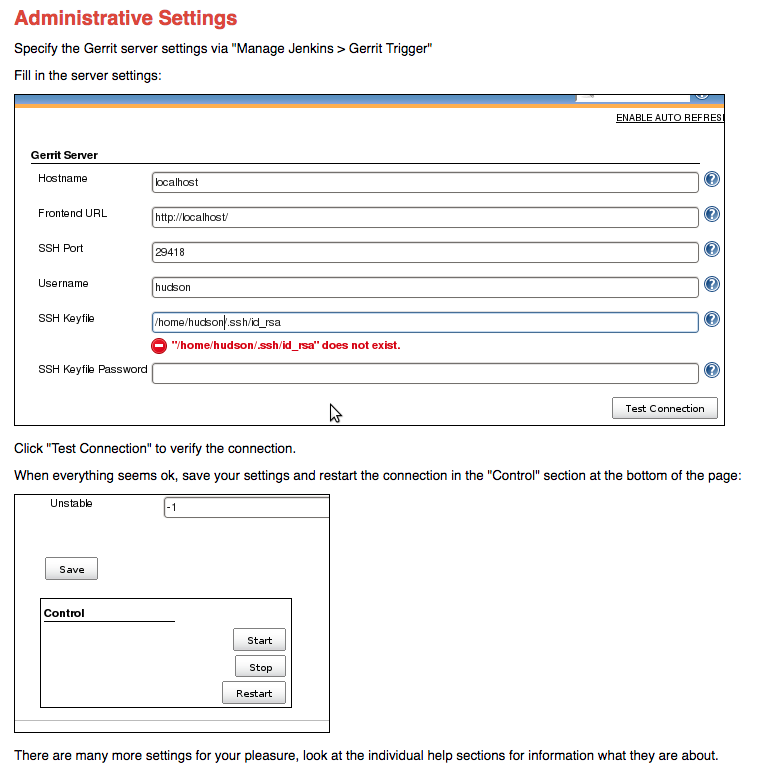 Administrative Settings
Specify the Gerrit server settings via "Manage Jenkins > Gerrit Trigger"
Fill in the server settings:
ENABLE AUTO REFRES
Gerrit Server
Hostname
localhost
Frontend URL
http://localhost/
SSH Port
29418
Username
hudson
SSH Keyfile
/home/hudson/.ssh/id_rsa
"/home/hudson/.ssh/id_rsa" does not exist.
SSH Keyfile Password
Test Connection
Click "Test Connection" to verify the connection.
When everything seems ok, save your settings and restart the connection in the "Control" section at the bottom of the page:
Unstable
-1
Save
Control
Start
Stop
Restart
There are many more settings for your pleasure, look at the individual help sections for information what they are about.